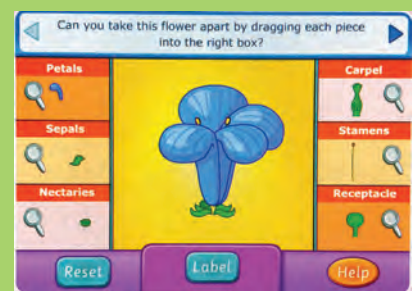 Can you take this flower apart by dragging each piece
into the right box?
Petals
Carpel
Sepals
Stamens
Nectaries
Receptacle
Reset
Label
Help